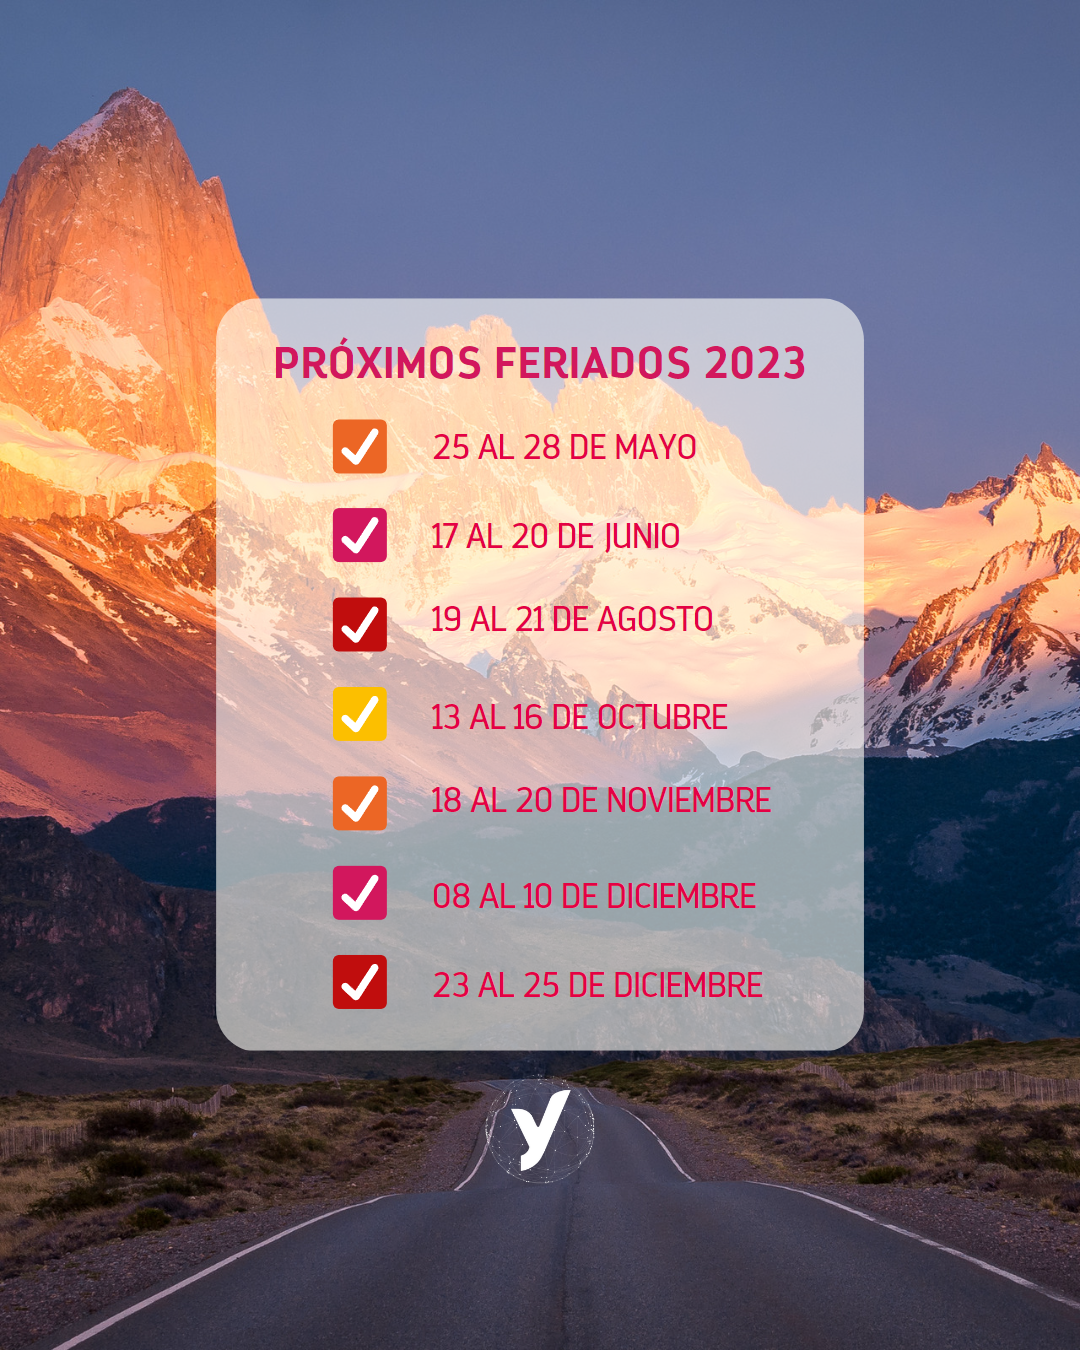 PRÓXIMOS FERIADOS 2023
25 AL 28 DE MAYO
17 AL 20 DE JUNIO
19 AL 21 DE AGOSTO
13 AL 16 DE OCTUBRE
18 AL 20 DE NOVIEMBRE
08 AL 10 DE DICIEMBRE
23 AL 25 DE DICIEMBRE
y